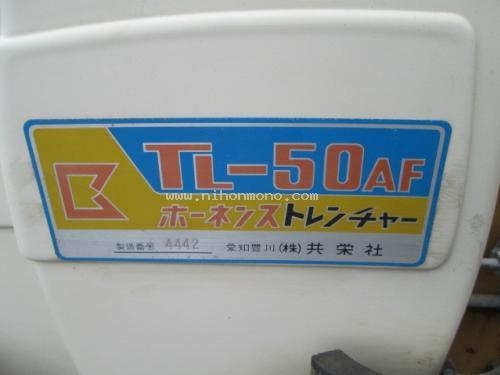 TL-50AF
www.nihonmono.com
ホーネンストレンチャー
製造番号 4442 愛知豊川(株)共栄社